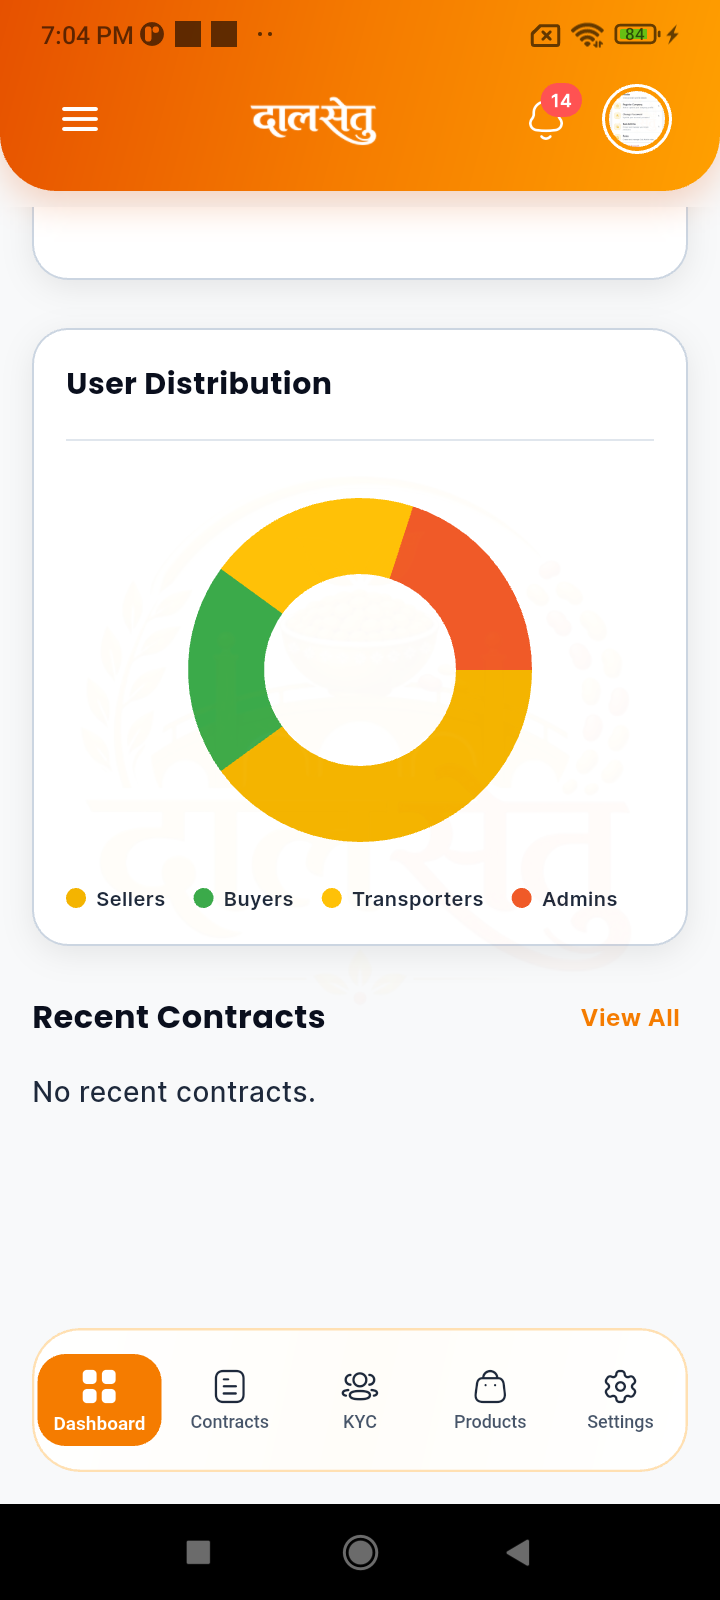 7:04 PM
84
दालसेतु
14
User Distribution
दालसेतु
Sellers
Buyers
Transporters
Admins
Recent Contracts
View All
No recent contracts.
Dashboard
Contracts
KYC
Products
Settings